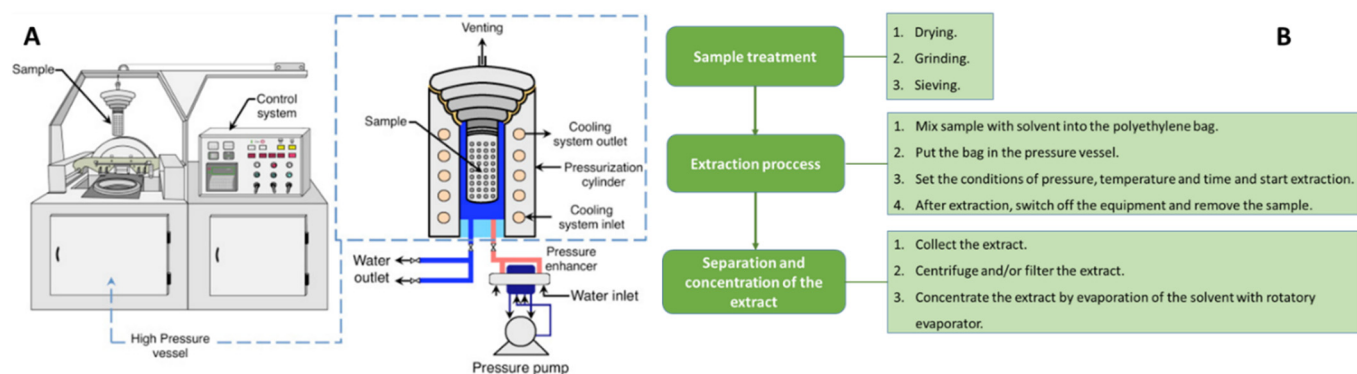 A
Sample
Control
system
High Pressure
vessel
Venting
Sample
Cooling
system outlet
Pressurization
cylinder
Cooling
system inlet
Water
outlet
Pressure
enhancer
Water inlet
Pressure pump
B
Sample treatment
1. Drying.
2. Grinding.
3. Sieving.
Extraction proccess
1. Mix sample with solvent into the polyethylene bag.
2. Put the bag in the pressure vessel.
3. Set the conditions of pressure, temperature and time and start extraction.
4. After extraction, switch off the equipment and remove the sample.
Separation and
concentration of the
extract
1. Collect the extract.
2. Centrifuge and/or filter the extract.
3. Concentrate the extract by evaporation of the solvent with rotatory
evaporator.